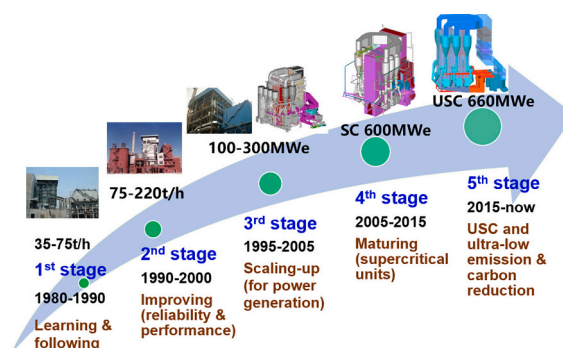 35-75t/h
1st stage
1980-1990
Learning &
following
75-220t/h
2nd stage
1990-2000
Improving
(reliability &
performance)
100-300MWe
3rd stage
1995-2005
Scaling-up
(for power
generation)
SC 600MWe
4th stage
2005-2015
Maturing
(supercritical
units)
USC 660MWe
5th stage
2015-now
USC and
ultra-low
emission &
carbon
reduction